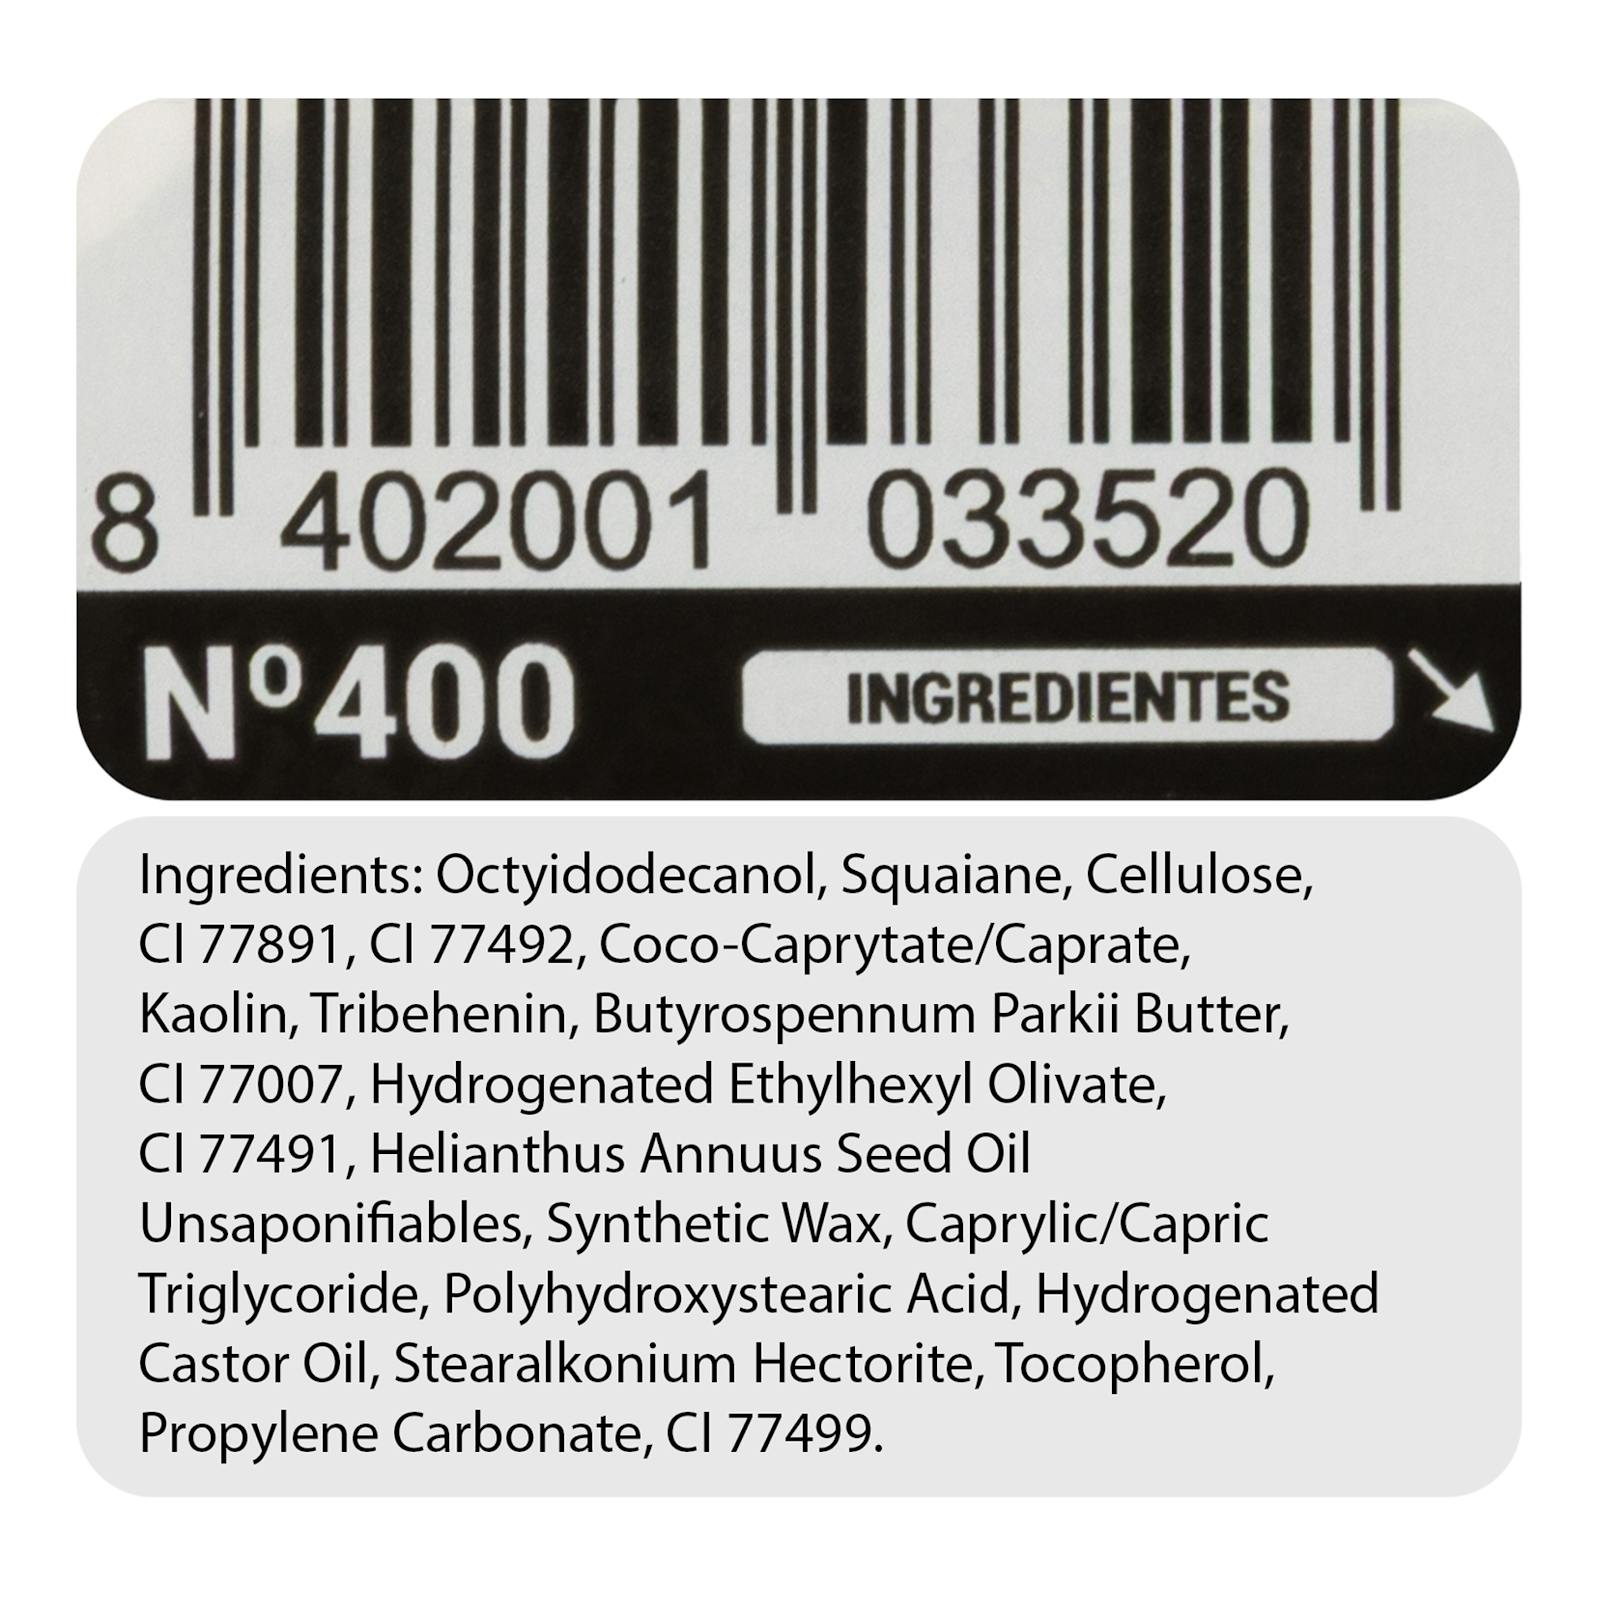 8 402001 033520
Nº400 INGREDIENTES
Ingredients: Octyidodecanol, Squaiane, Cellulose,
CI 77891, CI 77492, Coco-Caprytate/Caprate,
Kaolin, Tribehenin, Butyrospennum Parkii Butter,
CI 77007, Hydrogenated Ethylhexyl Olivate,
CI 77491, Helianthus Annuus Seed Oil
Unsaponifiables, Synthetic Wax, Caprylic/Capric
Triglycoride, Polyhydroxystearic Acid, Hydrogenated
Castor Oil, Stearalkonium Hectorite, Tocopherol,
Propylene Carbonate, CI 77499.